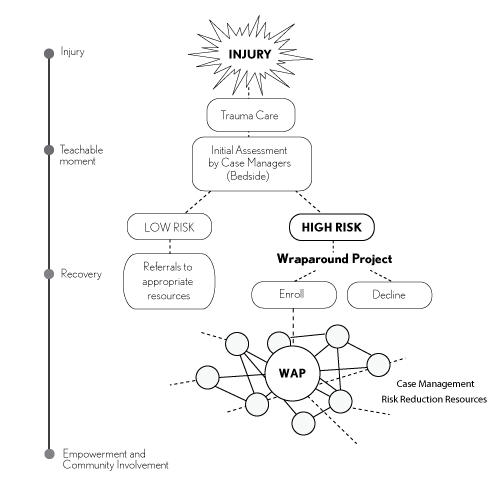 INJURY
Injury
Trauma Care
Teachable
moment
Initial Assessment
by Case Managers
(Bedside)
LOW RISK
HIGH RISK
Wraparound Project
Recovery
Referrals to
appropriate
resources
Enroll
Decline
WAP
Case Management
Risk Reduction Resources
Empowerment and
Community Involvement